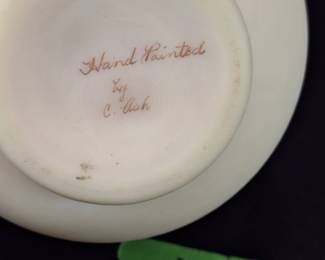 Hand Painted
by
C. Ash